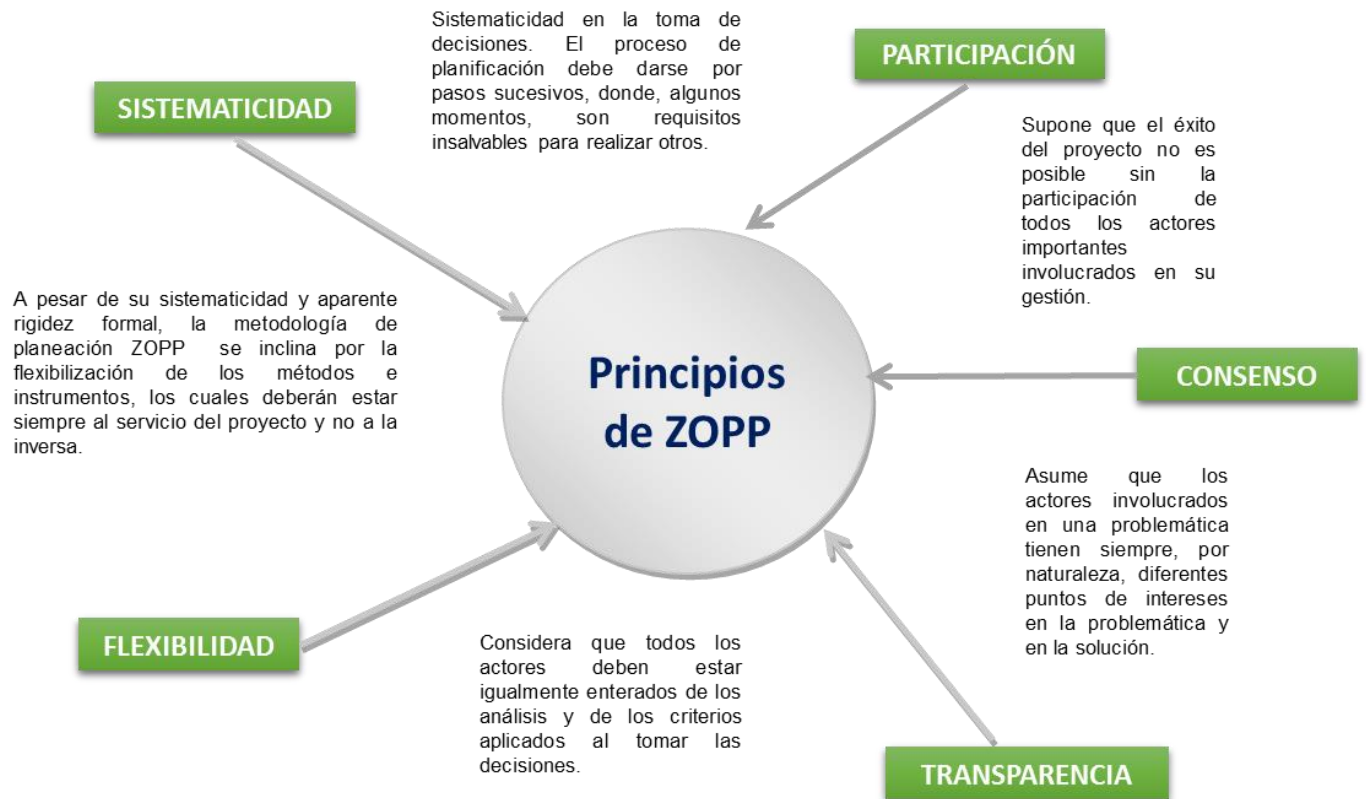 SISTEMATICIDAD
Sistematicidad en la toma de
decisiones. El proceso de
planificación debe darse por
pasos sucesivos, donde, algunos
momentos, son requisitos
insalvables para realizar otros.
PARTICIPACIÓN
Supone que el éxito
del proyecto no es
posible sin la
participación de
todos los actores
importantes
involucrados en su
gestión.
A pesar de su sistematicidad y aparente
rigidez formal, la metodología de
planeación ZOPP se inclina por la
flexibilización de los métodos e
instrumentos, los cuales deberán estar
siempre al servicio del proyecto y no a la
inversa.
Principios
de ZOPP
CONSENSO
Asume que los
actores involucrados
en una problemática
tienen siempre, por
naturaleza, diferentes
puntos de intereses
en la problemática y
en la solución.
FLEXIBILIDAD
Considera que todos los
actores deben estar
igualmente enterados de los
análisis y de los criterios
aplicados al tomar las
decisiones.
TRANSPARENCIA